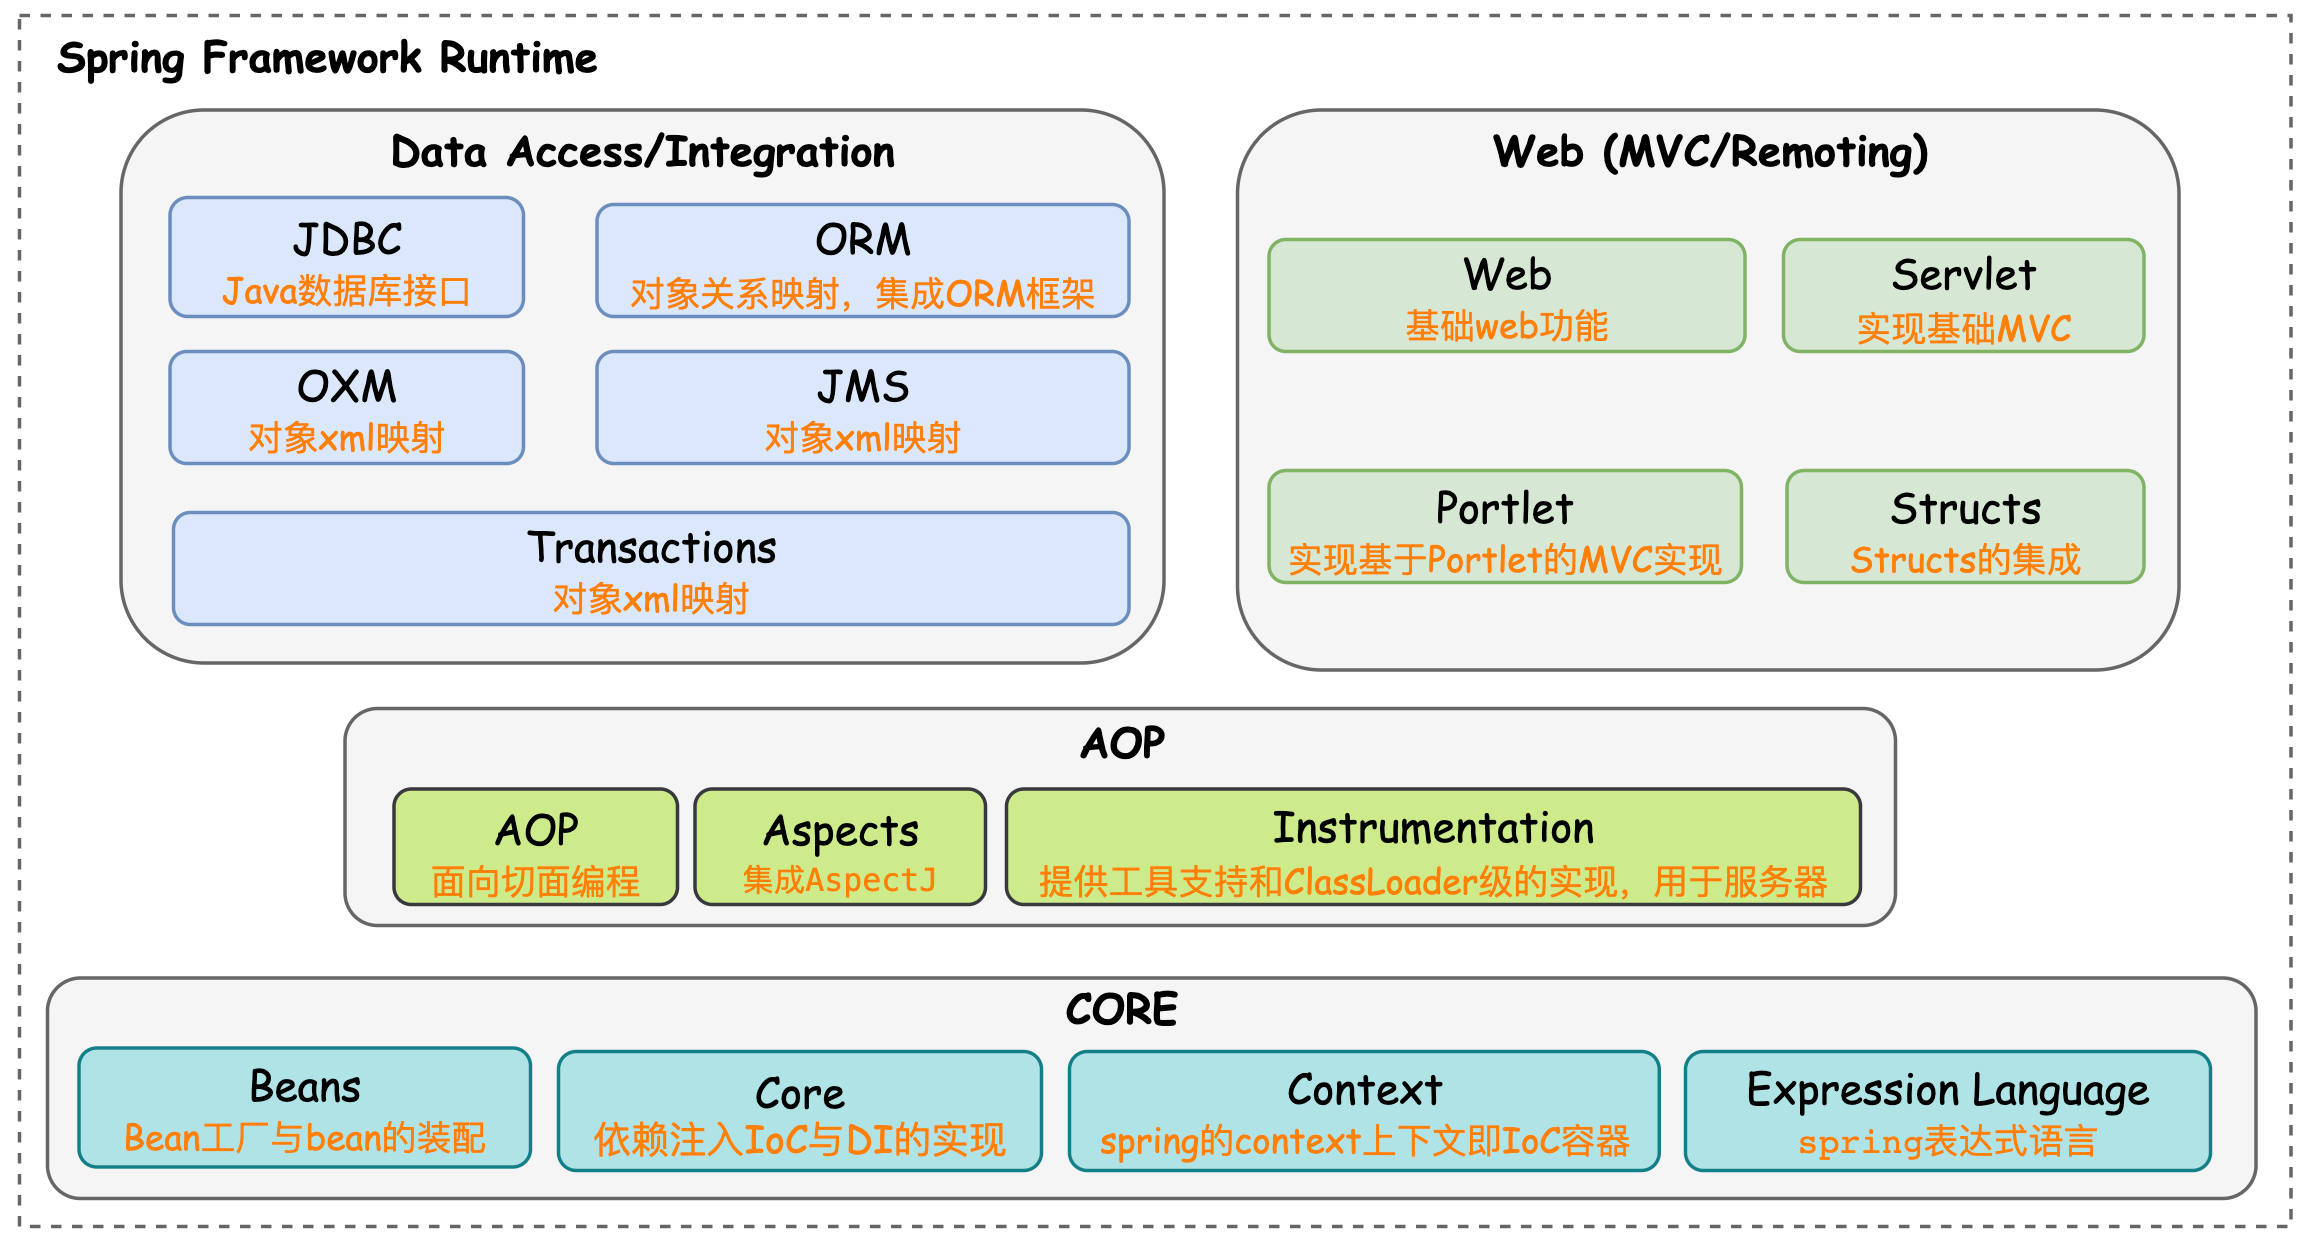 Spring Framework Runtime
Data Access/Integration
JDBC
Java数据库接口
ORM
对象关系映射，集成ORM框架
OXM
对象xml映射
JMS
对象xml映射
Transactions
对象xml映射
Web (MVC/Remoting)
Web
基础web功能
Servlet
实现基础MVC
Portlet
实现基于Portlet的MVC实现
Structs
Structs的集成
AOP
AOP
面向切面编程
Aspects
集成AspectJ
Instrumentation
提供工具支持和ClassLoader级的实现，用于服务器
CORE
Beans
Bean工厂与bean的装配
Core
依赖注入IoC与DI的实现
Context
spring的context上下文即IoC容器
Expression Language
spring表达式语言